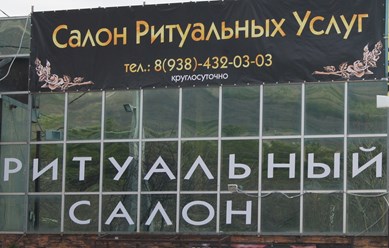 Салон Ритуальных Услуг
тел.: 8(938)-432-03-03
круглосуточно
РИТУАЛЬНЫЙ
САЛОН